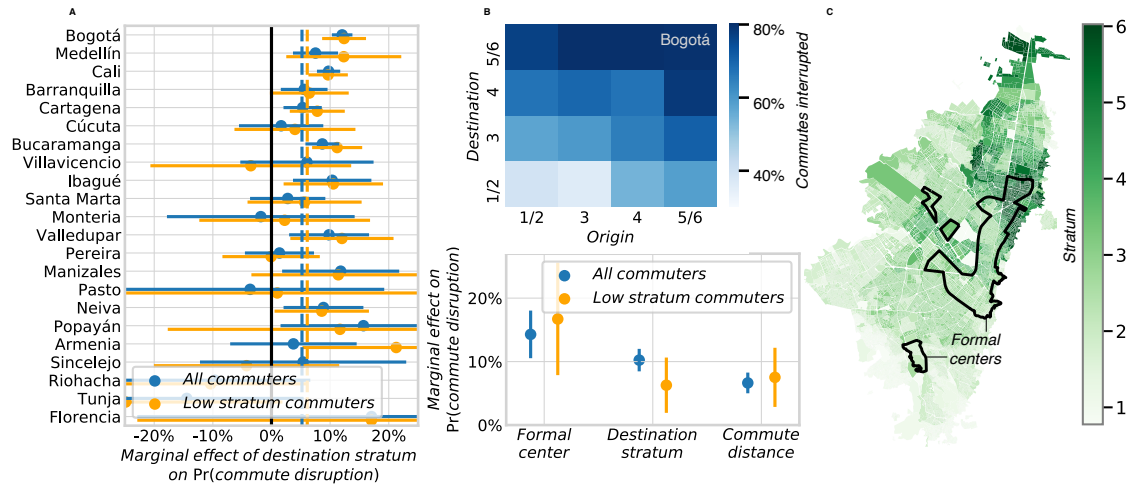 A
Bogotá
Medellín
Cali
Barranquilla
Cartagena
Cúcuta
Bucaramanga
Villavicencio
Ibagué
Santa Marta
Monteria
Valledupar
Pereira
Manizales
Pasto
Neiva
Popayán
Armenia
Sincelejo
Riohacha
Tunja
Florencia
All commuters
Low stratum commuters
-20% -10% 0% 10% 20%
Marginal effect of destination stratum
on Pr(commute disruption)
B
Bogotá
Destination
5/6
4
3
1/2
1/2 3 4 5/6
Origin
80%
60%
40%
Commutes interrupted
Marginal effect on
Pr(commute disruption)
20%
10%
0%
All commuters
Low stratum commuters
Formal
center
Destination
stratum
Commute
distance
C
Formal
centers
Stratum
6
5
4
3
2
1